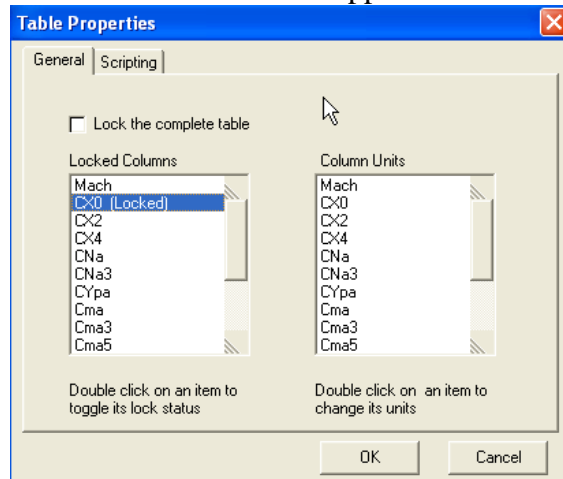 Table Properties
General
Scripting
Lock the complete table
Locked Columns
Mach
CX0 (Locked)
CX2
CX4
CNa
CNa3
CYpa
Cma
Cma3
Cma5
Double click on an item to
toggle its lock status
Column Units
Mach
CX0
CX2
CX4
CNa
CNa3
CYpa
Cma
Cma3
Cma5
Double click on an item to
change its units
OK
Cancel